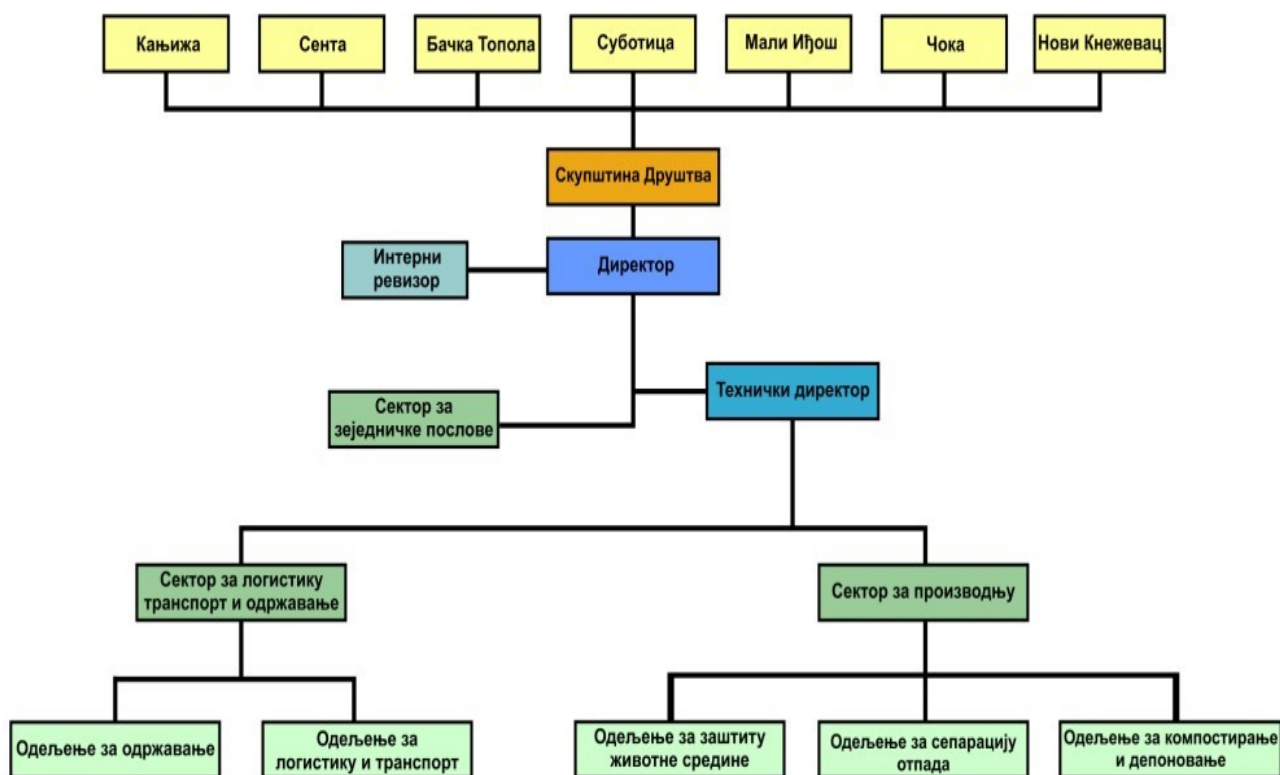 Кањижа
Сента
Бачка Топола
Суботица
Мали Иђош
Чока
Нови Кнежевац
Скупштина Друштва
Интерни
ревизор
Директор
Технички директор
Сектор за
зеједничке послове
Сектор за логистику
транспорт и одржавање
Сектор за производњу
Одељење за одржавање
Одељење за
логистику и транспорт
Одељење за заштиту
животне средине
Одељење за сепарацију
отпада
Одељење за компостирање
и депоновање